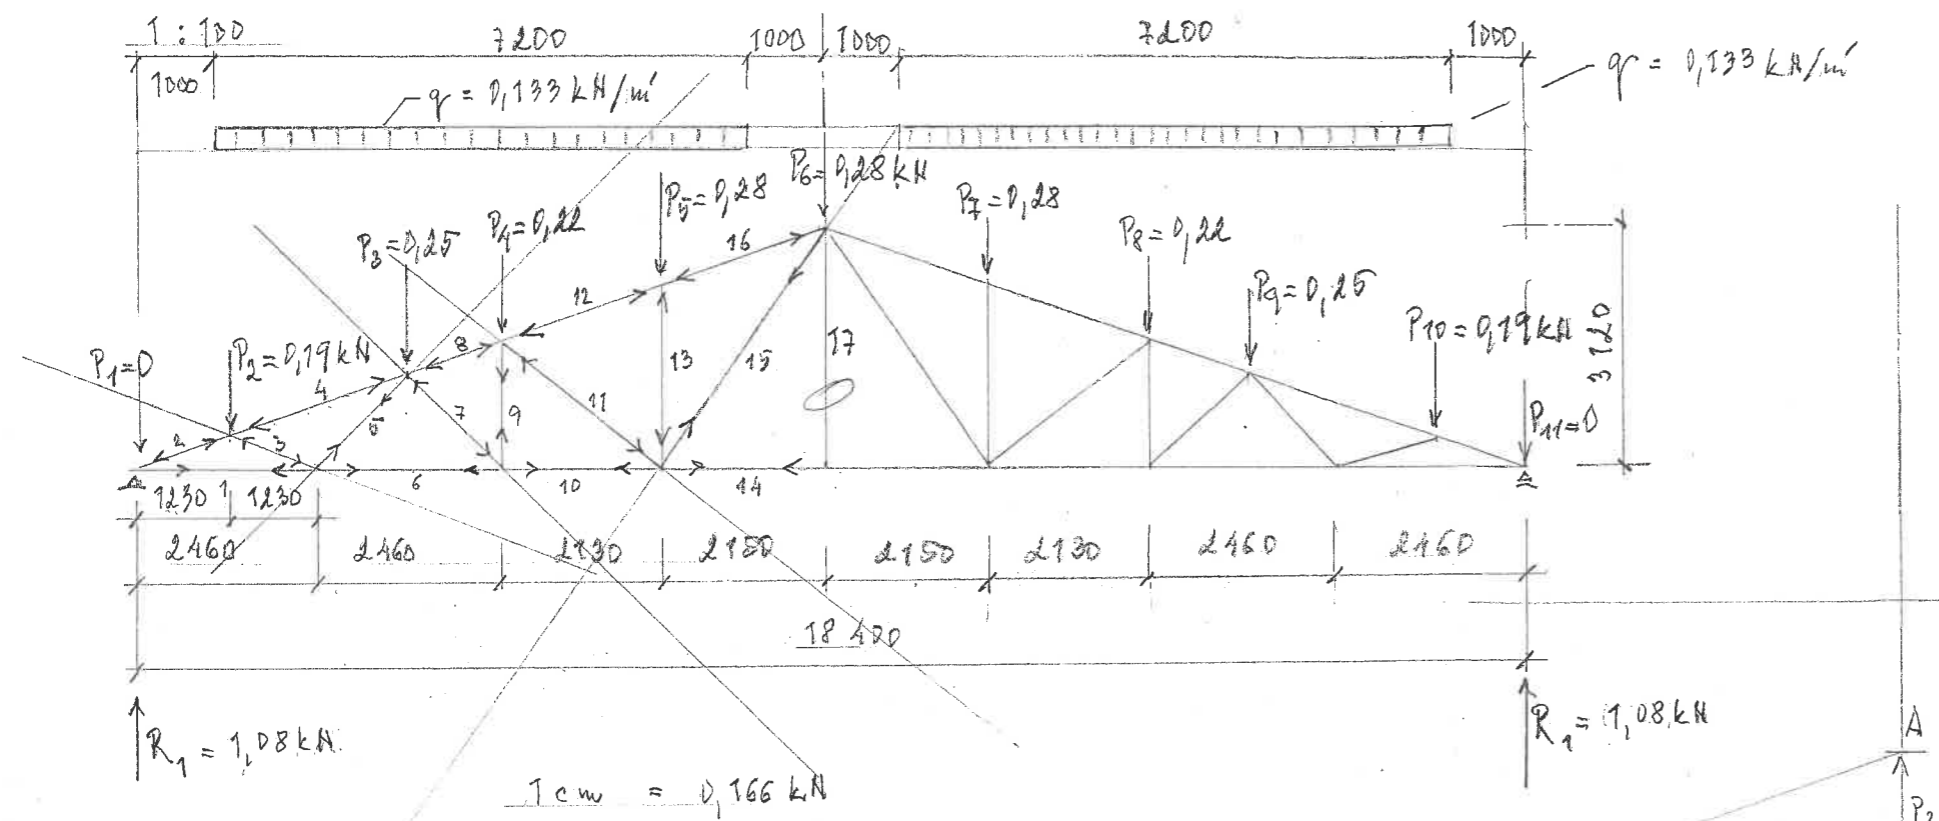 1 : 100
7200
1000
1000
7200
1000
1000
q = 0,133 kN/m'
q = 0,133 kN/m'
P6=0,28 kN
P5=0,28
P7=0,28
P4=0,22
P8=0,22
P3=0,25
P9=0,25
P10=0,19 kN
P2=0,19 kN
P1=0
P11=0
16
12
8
4
2
3
5
7
9
11
13
15
17
3120
1
6
10
14
1230
1230
2460
2460
2130
2150
2150
2130
2460
2460
18 400
R1 = 1,08 kN
R1 = 1,08 kN
1 cm = 0,166 kN
A
P2